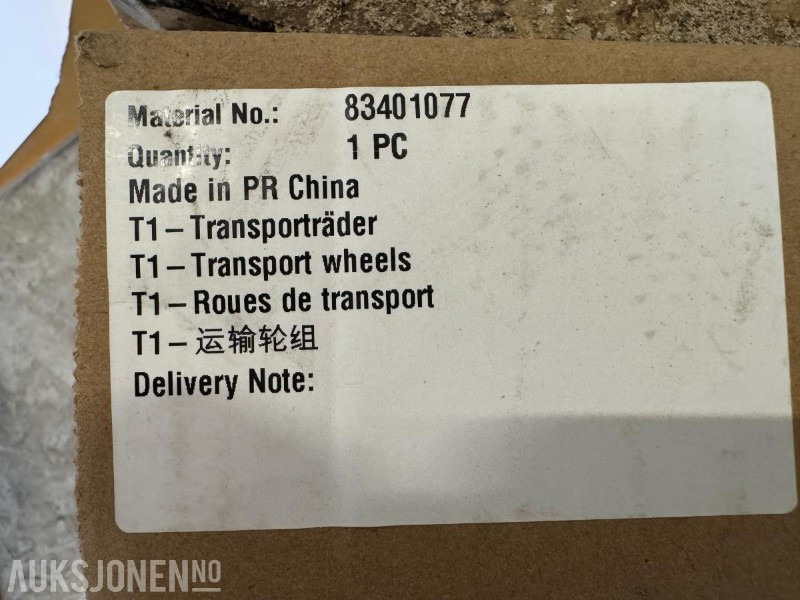 Material No.: 83401077
Quantity: 1 PC
Made in PR China
T1 – Transporträder
T1 – Transport wheels
T1 – Roues de transport
T1 – 运输轮组
Delivery Note:
AUKSJONEN.NO